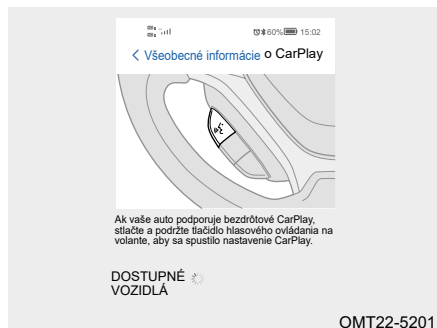 60% 15:02
< Všeobecné informácie o CarPlay
Ak vaše auto podporuje bezdrôtové CarPlay,
stlačte a podržte tlačidlo hlasového ovládania na
volante, aby sa spustilo nastavenie CarPlay.
DOSTUPNÉ
VOZIDLÁ
OMT22-5201